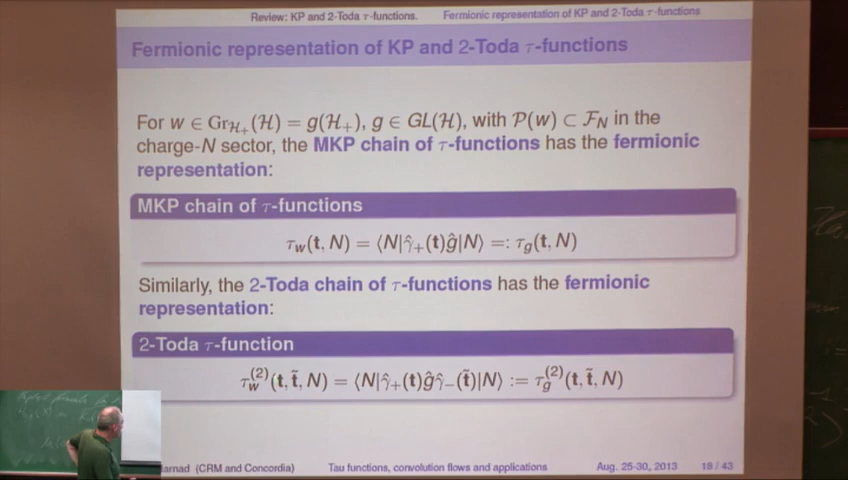 Review: KP and 2-Toda τ-functions. Fermionic representation of KP and 2-Toda τ-functions
Fermionic representation of KP and 2-Toda τ-functions
For w ∈ Gr_{H₊}(H) = g(H₊), g ∈ GL(H), with P(w) ⊂ F_N in the
charge-N sector, the MKP chain of τ-functions has the fermionic
representation:
MKP chain of τ-functions
τ_w(t, N) = ⟨N|γ̂₊(t)ĝ|N⟩ =: τ_g(t, N)
Similarly, the 2-Toda chain of τ-functions has the fermionic
representation:
2-Toda τ-function
τ_w^{(2)}(t, t̃, N) = ⟨N|γ̂₊(t)ĝγ̂₋(t̃)|N⟩ := τ_g^{(2)}(t, t̃, N)
arnad (CRM and Concordia) Tau functions, convolution flows and applications Aug. 25-30, 2013 18 / 43